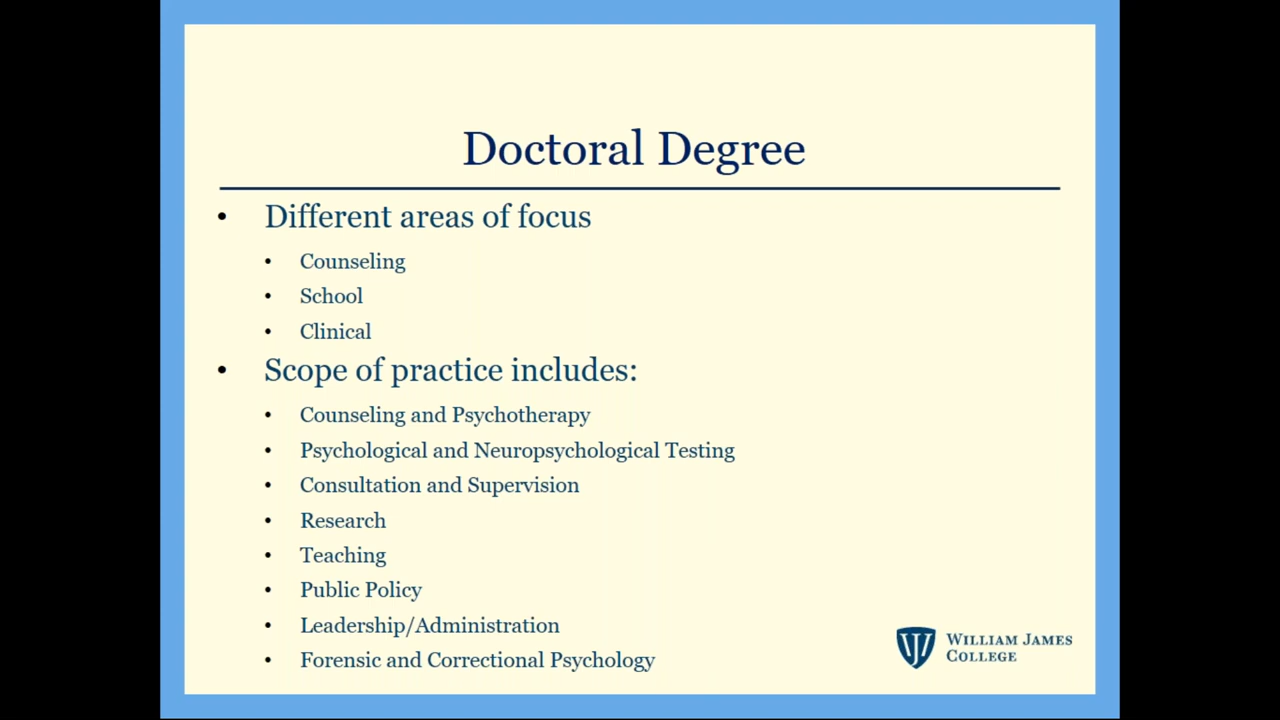 Doctoral Degree
• Different areas of focus
• Counseling
• School
• Clinical
• Scope of practice includes:
• Counseling and Psychotherapy
• Psychological and Neuropsychological Testing
• Consultation and Supervision
• Research
• Teaching
• Public Policy
• Leadership/Administration
• Forensic and Correctional Psychology
WILLIAM JAMES
COLLEGE